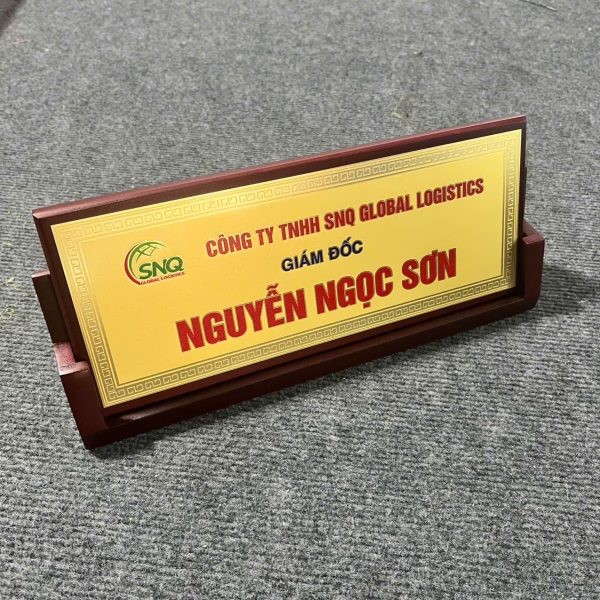 CÔNG TY TNHH SNQ GLOBAL LOGISTICS
SNQ
GLOBAL LOGISTICS
GIÁM ĐỐC
NGUYỄN NGỌC SƠN